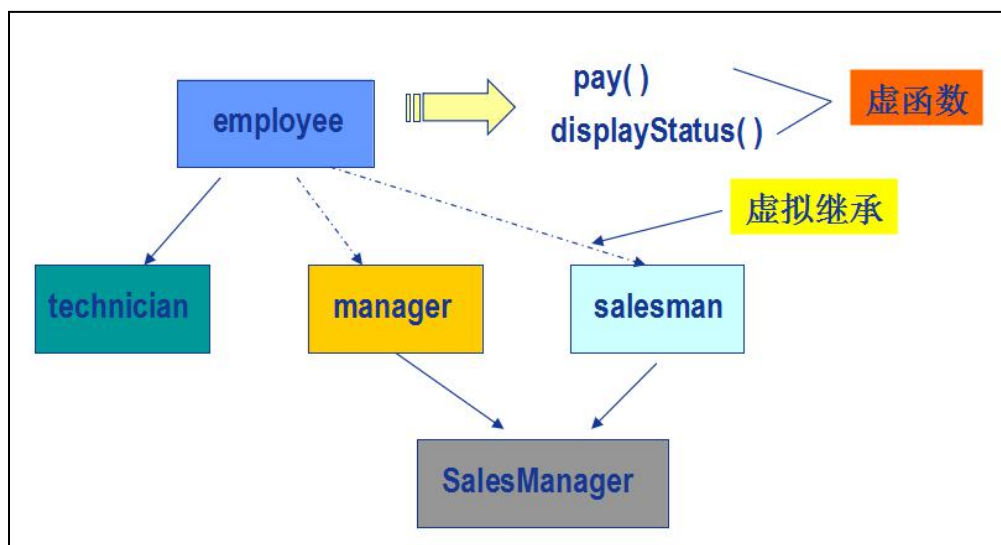 pay( )
employee
displayStatus( )
虚函数
虚拟继承
technician
manager
salesman
SalesManager